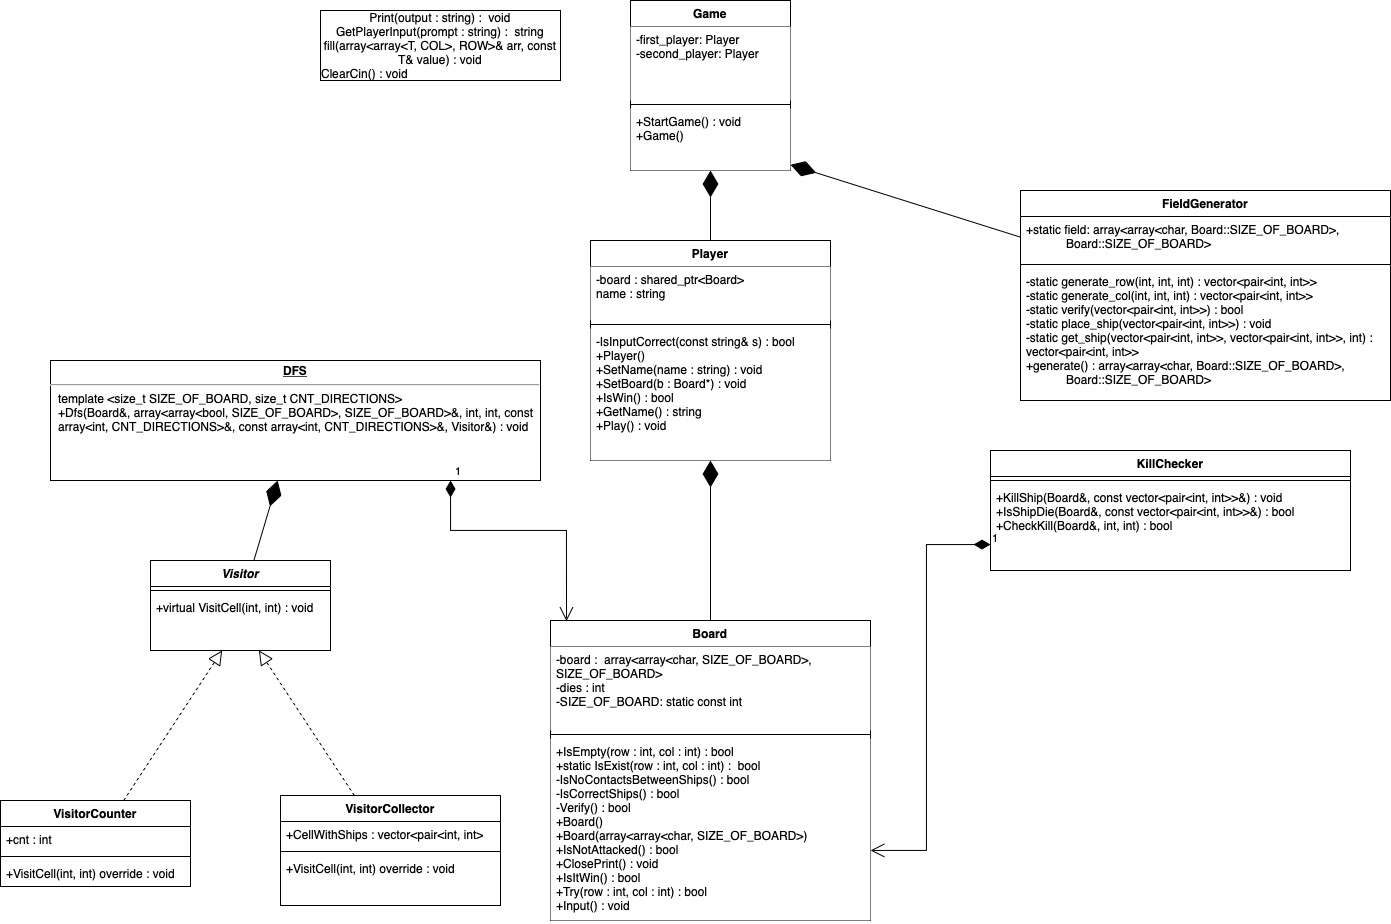 Print(output : string) : void
GetPlayerInput(prompt : string) : string
fill(array<array<T, COL>, ROW>& arr, const
T& value) : void
ClearCin() : void
Game
-first_player: Player
-second_player: Player
+StartGame() : void
+Game()
FieldGenerator
+static field: array<array<char, Board::SIZE_OF_BOARD>,
Board::SIZE_OF_BOARD>
-static generate_row(int, int, int) : vector<pair<int, int>>
-static generate_col(int, int, int) : vector<pair<int, int>>
-static verify(vector<pair<int, int>>) : bool
-static place_ship(vector<pair<int, int>>) : void
-static get_ship(vector<pair<int, int>>, vector<pair<int, int>>, int) :
vector<pair<int, int>>
+generate() : array<array<char, Board::SIZE_OF_BOARD>,
Board::SIZE_OF_BOARD>
Player
-board : shared_ptr<Board>
name : string
-IsInputCorrect(const string& s) : bool
+Player()
+SetName(name : string) : void
+SetBoard(b : Board*) : void
+IsWin() : bool
+GetName() : string
+Play() : void
DFS
template <size_t SIZE_OF_BOARD, size_t CNT_DIRECTIONS>
+Dfs(Board&, array<array<bool, SIZE_OF_BOARD>, SIZE_OF_BOARD>&, int, int, const
array<int, CNT_DIRECTIONS>&, const array<int, CNT_DIRECTIONS>&, Visitor&) : void
1
KillChecker
+KillShip(Board&, const vector<pair<int, int>>&) : void
+IsShipDie(Board&, const vector<pair<int, int>>&) : bool
+CheckKill(Board&, int, int) : bool
1
Visitor
+virtual VisitCell(int, int) : void
Board
-board : array<array<char, SIZE_OF_BOARD>,
SIZE_OF_BOARD>
-dies : int
-SIZE_OF_BOARD: static const int
+IsEmpty(row : int, col : int) : bool
+static IsExist(row : int, col : int) : bool
-IsNoContactsBetweenShips() : bool
-IsCorrectShips() : bool
-Verify() : bool
+Board()
+Board(array<array<char, SIZE_OF_BOARD>)
+IsNotAttacked() : bool
+ClosePrint() : void
+IsItWin() : bool
+Try(row : int, col : int) : bool
+Input() : void
VisitorCounter
+cnt : int
+VisitCell(int, int) override : void
VisitorCollector
+CellWithShips : vector<pair<int, int>
+VisitCell(int, int) override : void